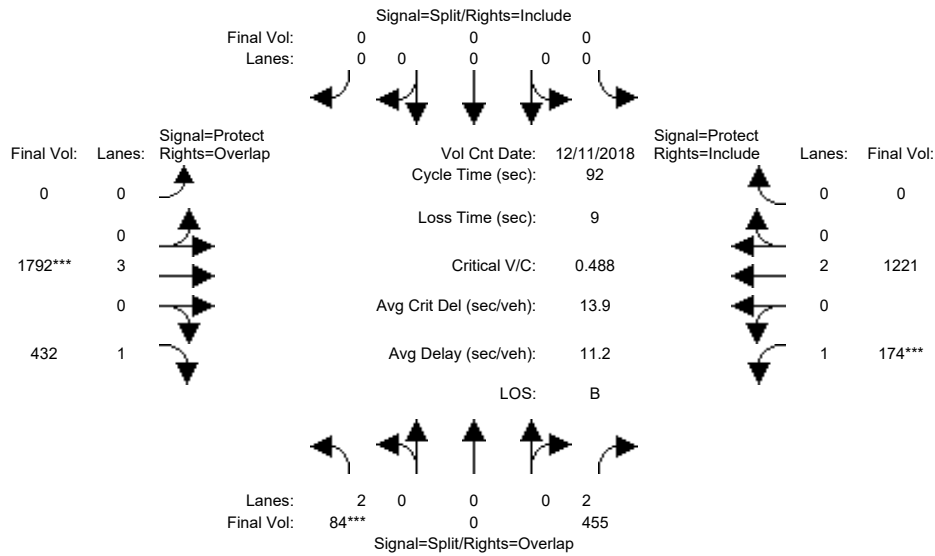 Signal=Split/Rights=Include
Final Vol: 0 0 0
Lanes: 0 0 0 0 0
Signal=Protect
Final Vol: Lanes: Rights=Overlap
Vol Cnt Date: 12/11/2018
Signal=Protect
Rights=Include Lanes: Final Vol:
Cycle Time (sec): 92
0 0
0 0
Loss Time (sec): 9
0
0
1792*** 3
Critical V/C: 0.488
2 1221
0
Avg Crit Del (sec/veh): 13.9
0
432 1
Avg Delay (sec/veh): 11.2
1 174***
LOS: B
Lanes: 2 0 0 0 2
Final Vol: 84*** 0 455
Signal=Split/Rights=Overlap